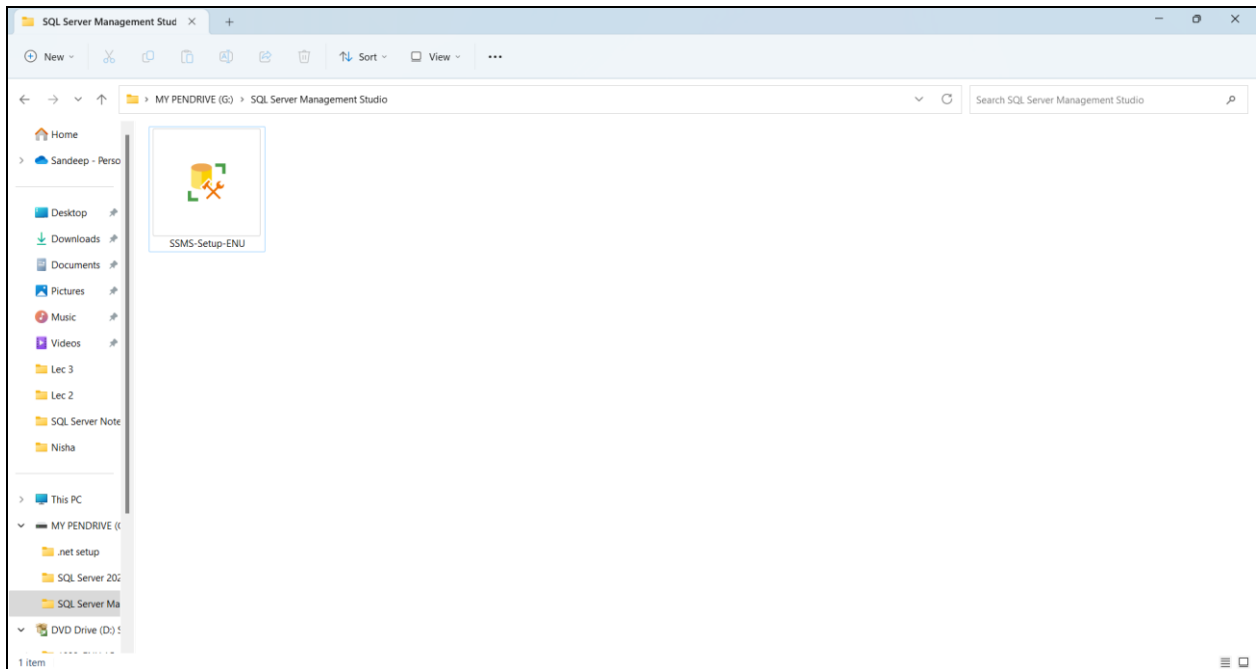 SQL Server Management Stud
New
Sort
View
MY PENDRIVE (G:) > SQL Server Management Studio
Search SQL Server Management Studio
Home
Sandeep - Perso
SSMS-Setup-ENU
Desktop
Downloads
Documents
Pictures
Music
Videos
Lec 3
Lec 2
SQL Server Note
Nisha
This PC
MY PENDRIVE (
.net setup
SQL Server 202
SQL Server Ma
DVD Drive (D:) S
1 item